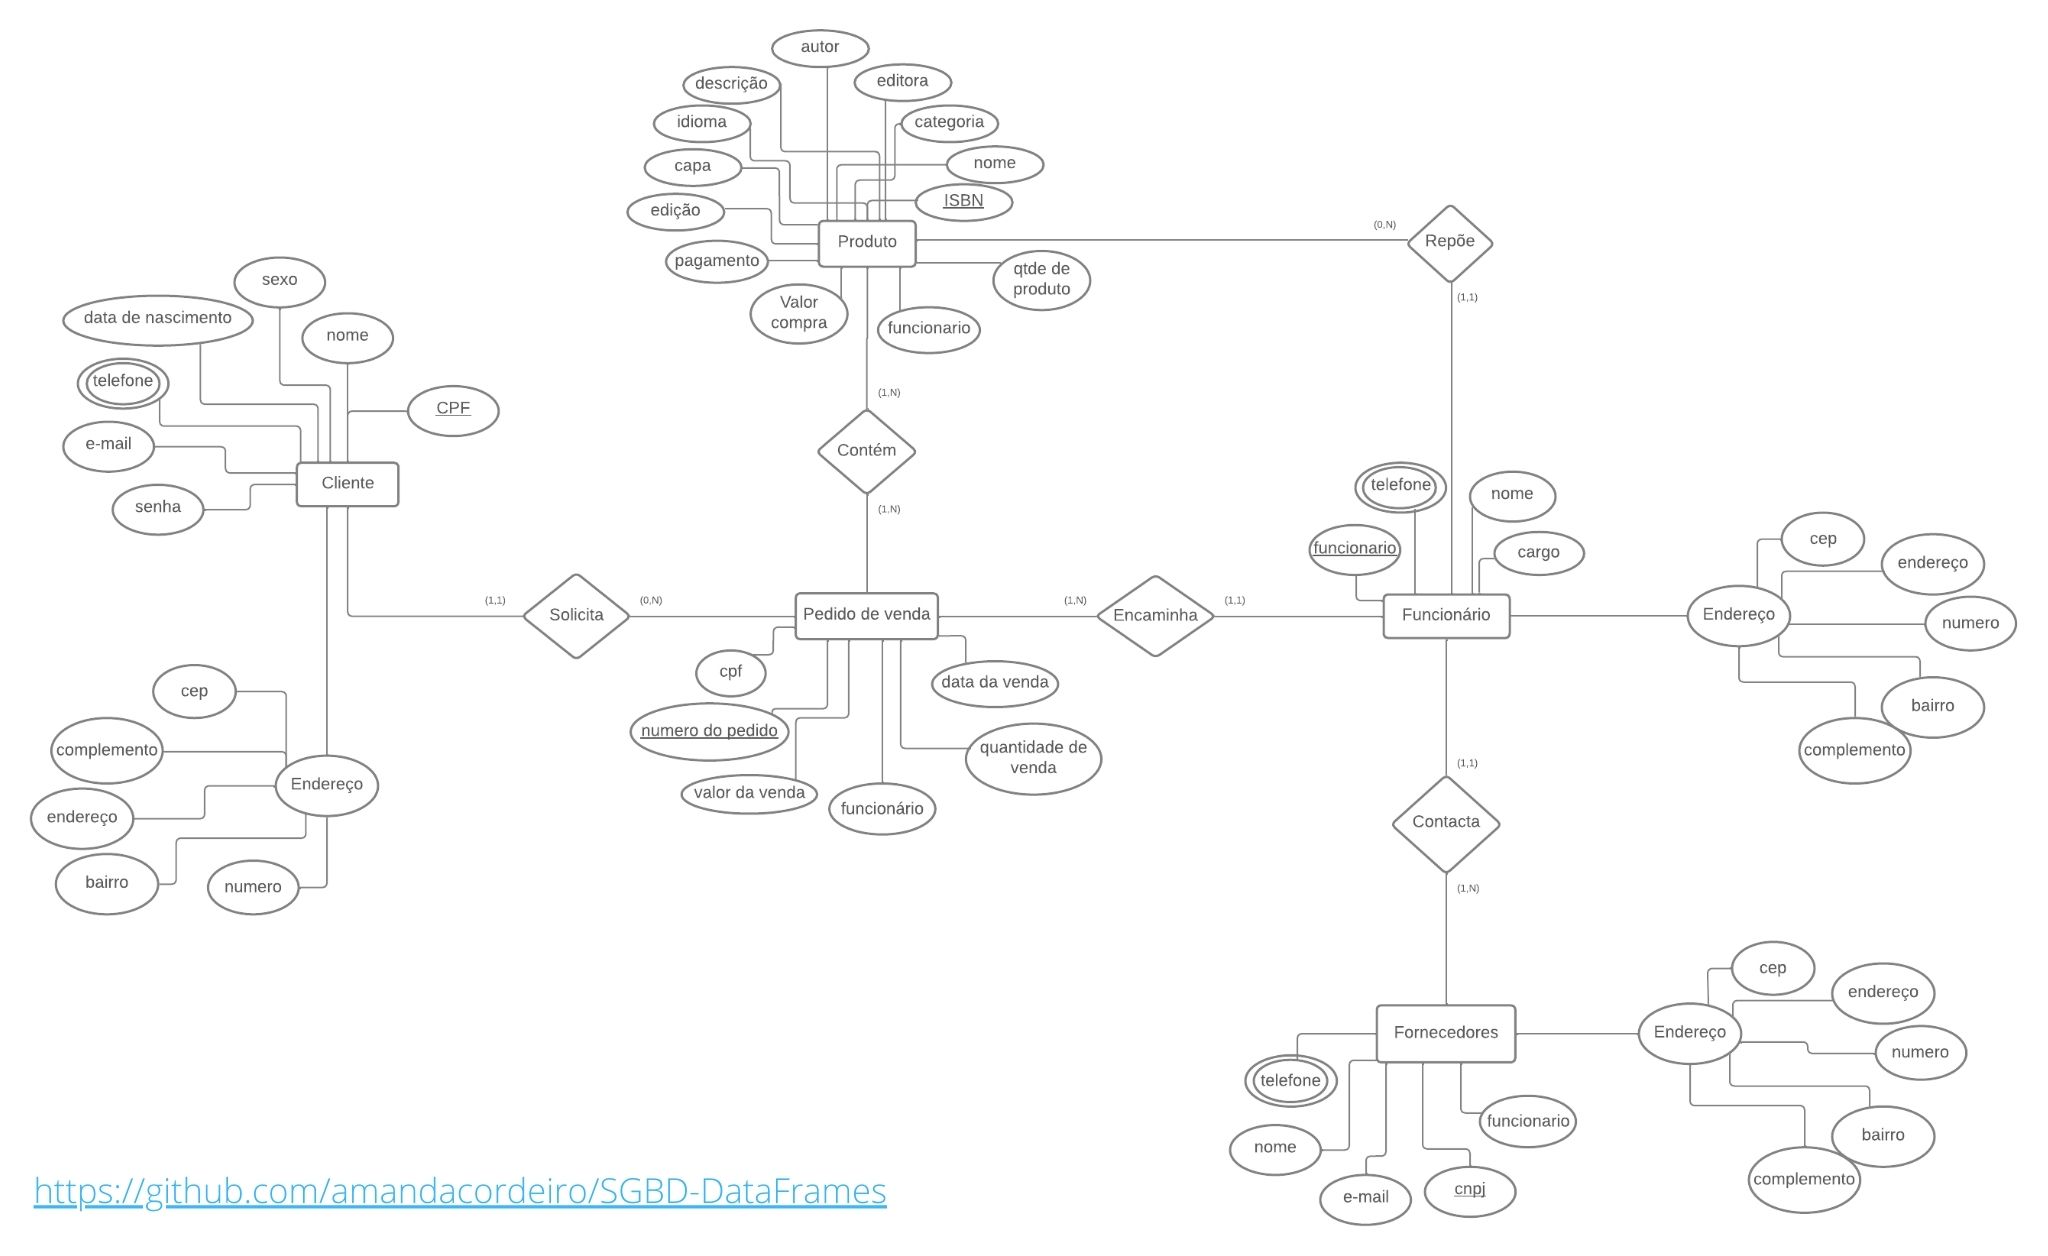 autor
descrição
editora
idioma
categoria
capa
nome
edição
ISBN
Produto
pagamento
qtde de
produto
Valor
compra
funcionario
(0,N)
Repõe
(1,1)
sexo
data de nascimento
nome
telefone
CPF
e-mail
Cliente
senha
(1,N)
Contém
(1,N)
telefone
nome
funcionario
cargo
(1,1)
Solicita
(0,N)
Pedido de venda
(1,N)
Encaminha
(1,1)
Funcionário
Endereço
cep
endereço
numero
bairro
complemento
cpf
data da venda
numero do pedido
quantidade de
venda
valor da venda
funcionário
cep
complemento
Endereço
endereço
bairro
numero
(1,1)
Contacta
(1,N)
Fornecedores
Endereço
cep
endereço
numero
bairro
complemento
telefone
nome
funcionario
e-mail
cnpj
https://github.com/amandacordeiro/SGBD-DataFrames